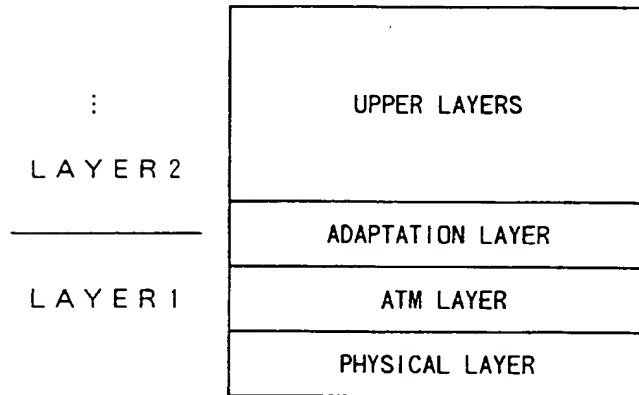 UPPER LAYERS
⋮
LAYER2
ADAPTATION LAYER
LAYER1
ATM LAYER
PHYSICAL LAYER